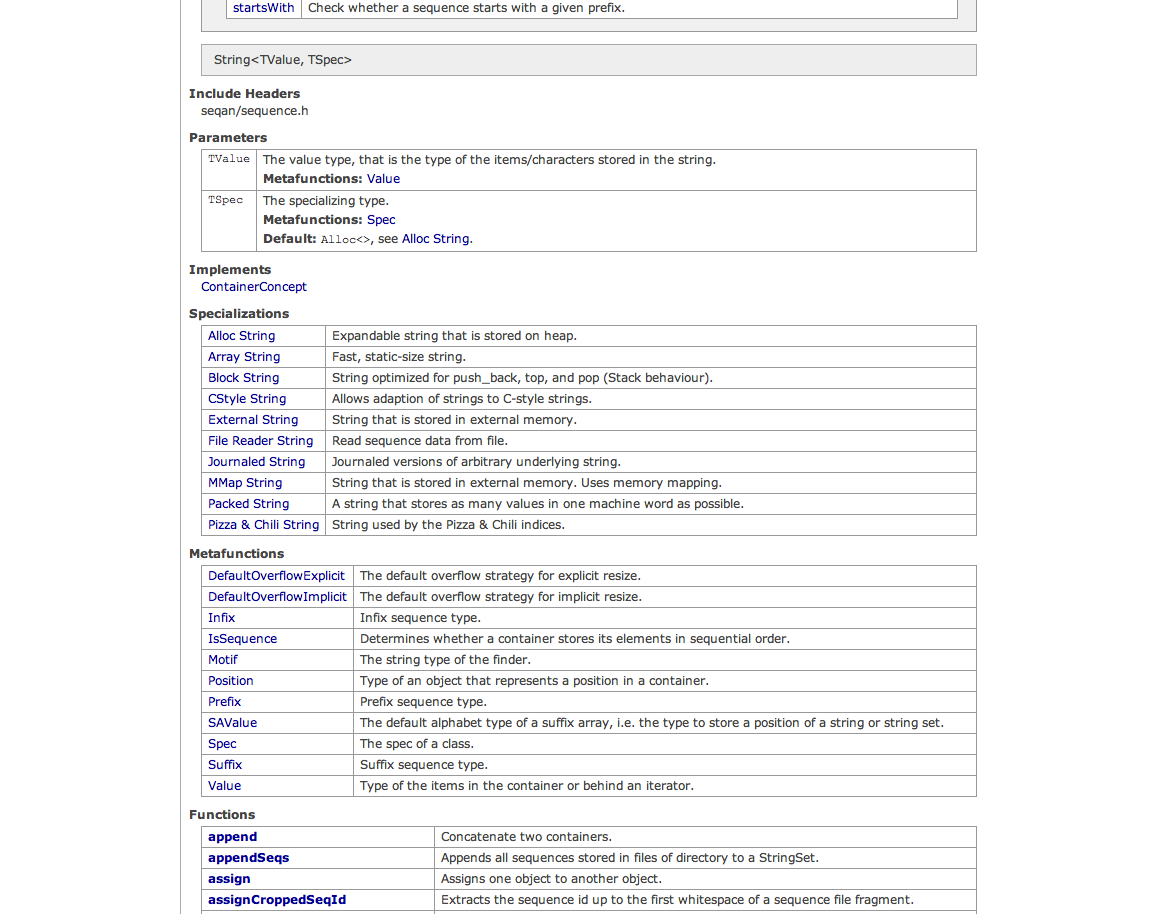 startsWith Check whether a sequence starts with a given prefix.
String<TValue, TSpec>
Include Headers
seqan/sequence.h
Parameters
TValue The value type, that is the type of the items/characters stored in the string.
Metafunctions: Value
TSpec The specializing type.
Metafunctions: Spec
Default: Alloc<>, see Alloc String.
Implements
ContainerConcept
Specializations
Alloc String Expandable string that is stored on heap.
Array String Fast, static-size string.
Block String String optimized for push_back, top, and pop (Stack behaviour).
CStyle String Allows adaption of strings to C-style strings.
External String String that is stored in external memory.
File Reader String Read sequence data from file.
Journaled String Journaled versions of arbitrary underlying string.
MMap String String that is stored in external memory. Uses memory mapping.
Packed String A string that stores as many values in one machine word as possible.
Pizza & Chili String String used by the Pizza & Chili indices.
Metafunctions
DefaultOverflowExplicit The default overflow strategy for explicit resize.
DefaultOverflowImplicit The default overflow strategy for implicit resize.
Infix Infix sequence type.
IsSequence Determines whether a container stores its elements in sequential order.
Motif The string type of the finder.
Position Type of an object that represents a position in a container.
Prefix Prefix sequence type.
SAValue The default alphabet type of a suffix array, i.e. the type to store a position of a string or string set.
Spec The spec of a class.
Suffix Suffix sequence type.
Value Type of the items in the container or behind an iterator.
Functions
append Concatenate two containers.
appendSeqs Appends all sequences stored in files of directory to a StringSet.
assign Assigns one object to another object.
assignCroppedSeqId Extracts the sequence id up to the first whitespace of a sequence file fragment.